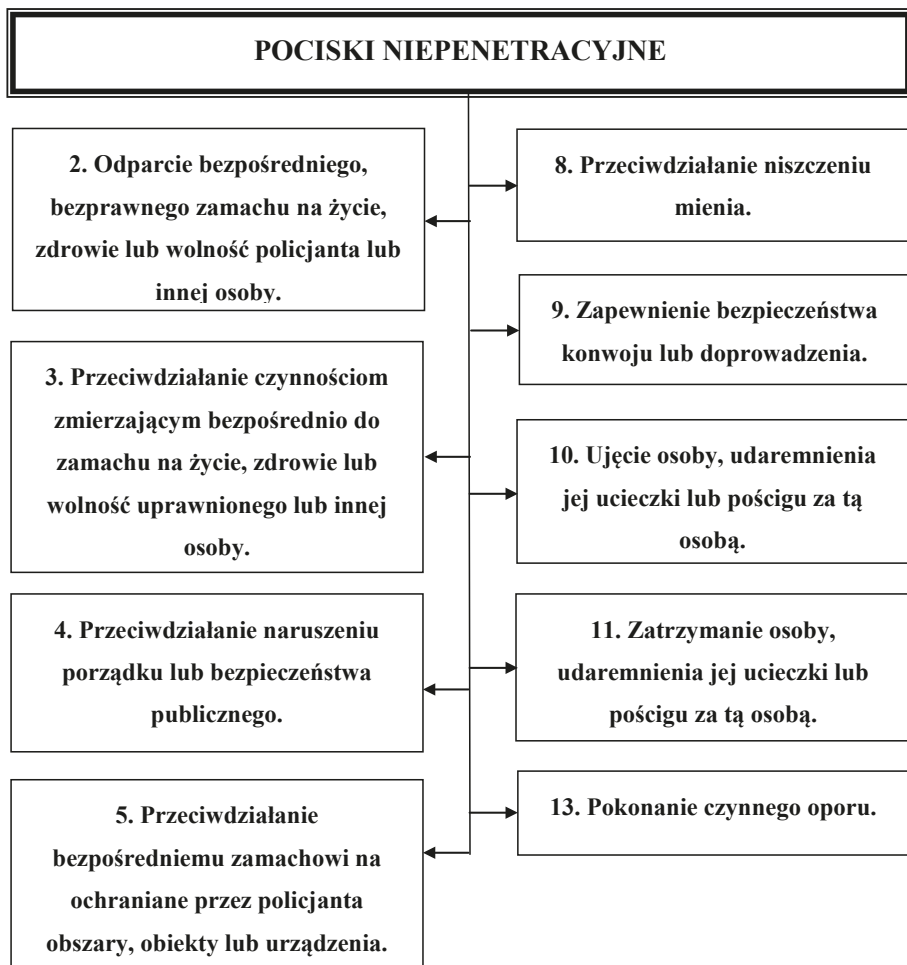 POCISKI NIEPENETRACYJNE
2. Odparcie bezpośredniego,
bezprawnego zamachu na życie,
zdrowie lub wolność policjanta lub
innej osoby.
3. Przeciwdziałanie czynnościom
zmierzającym bezpośrednio do
zamachu na życie, zdrowie lub
wolność uprawnionego lub innej
osoby.
4. Przeciwdziałanie naruszeniu
porządku lub bezpieczeństwa
publicznego.
5. Przeciwdziałanie
bezpośredniemu zamachowi na
ochraniane przez policjanta
obszary, obiekty lub urządzenia.
8. Przeciwdziałanie niszczeniu
mienia.
9. Zapewnienie bezpieczeństwa
konwoju lub doprowadzenia.
10. Ujęcie osoby, udaremnienia
jej ucieczki lub pościgu za tą
osobą.
11. Zatrzymanie osoby,
udaremnienia jej ucieczki lub
pościgu za tą osobą.
13. Pokonanie czynnego oporu.